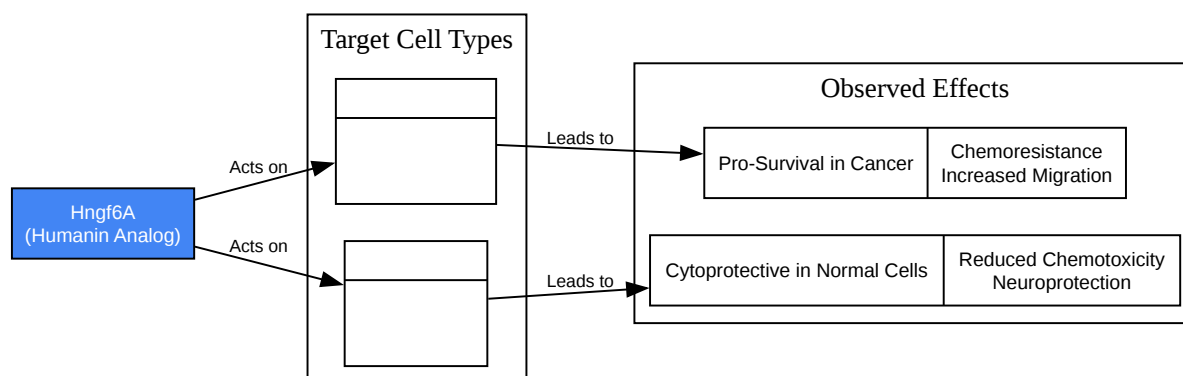 Target Cell Types
Observed Effects
Hngf6A
(Humanin Analog)
Acts on
Acts on
Leads to
Leads to
Pro-Survival in Cancer
Chemoresistance
Increased Migration
Cytoprotective in Normal Cells
Reduced Chemotoxicity
Neuroprotection